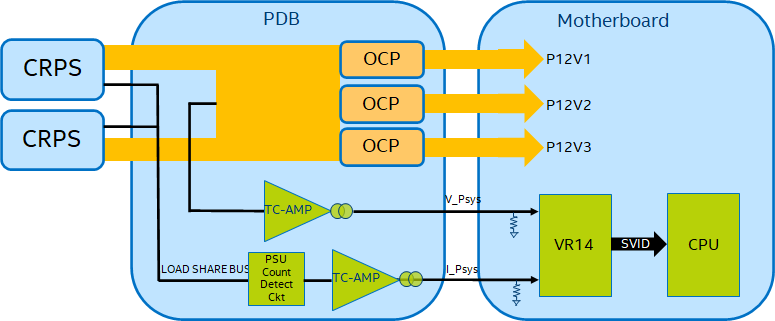 PDB
Motherboard
CRPS
CRPS
OCP
OCP
OCP
P12V1
P12V2
P12V3
TC-AMP
V_Psys
LOAD SHARE BUS
PSU
Count
Detect
Ckt
TC-AMP
I_Psys
VR14
SVID
CPU